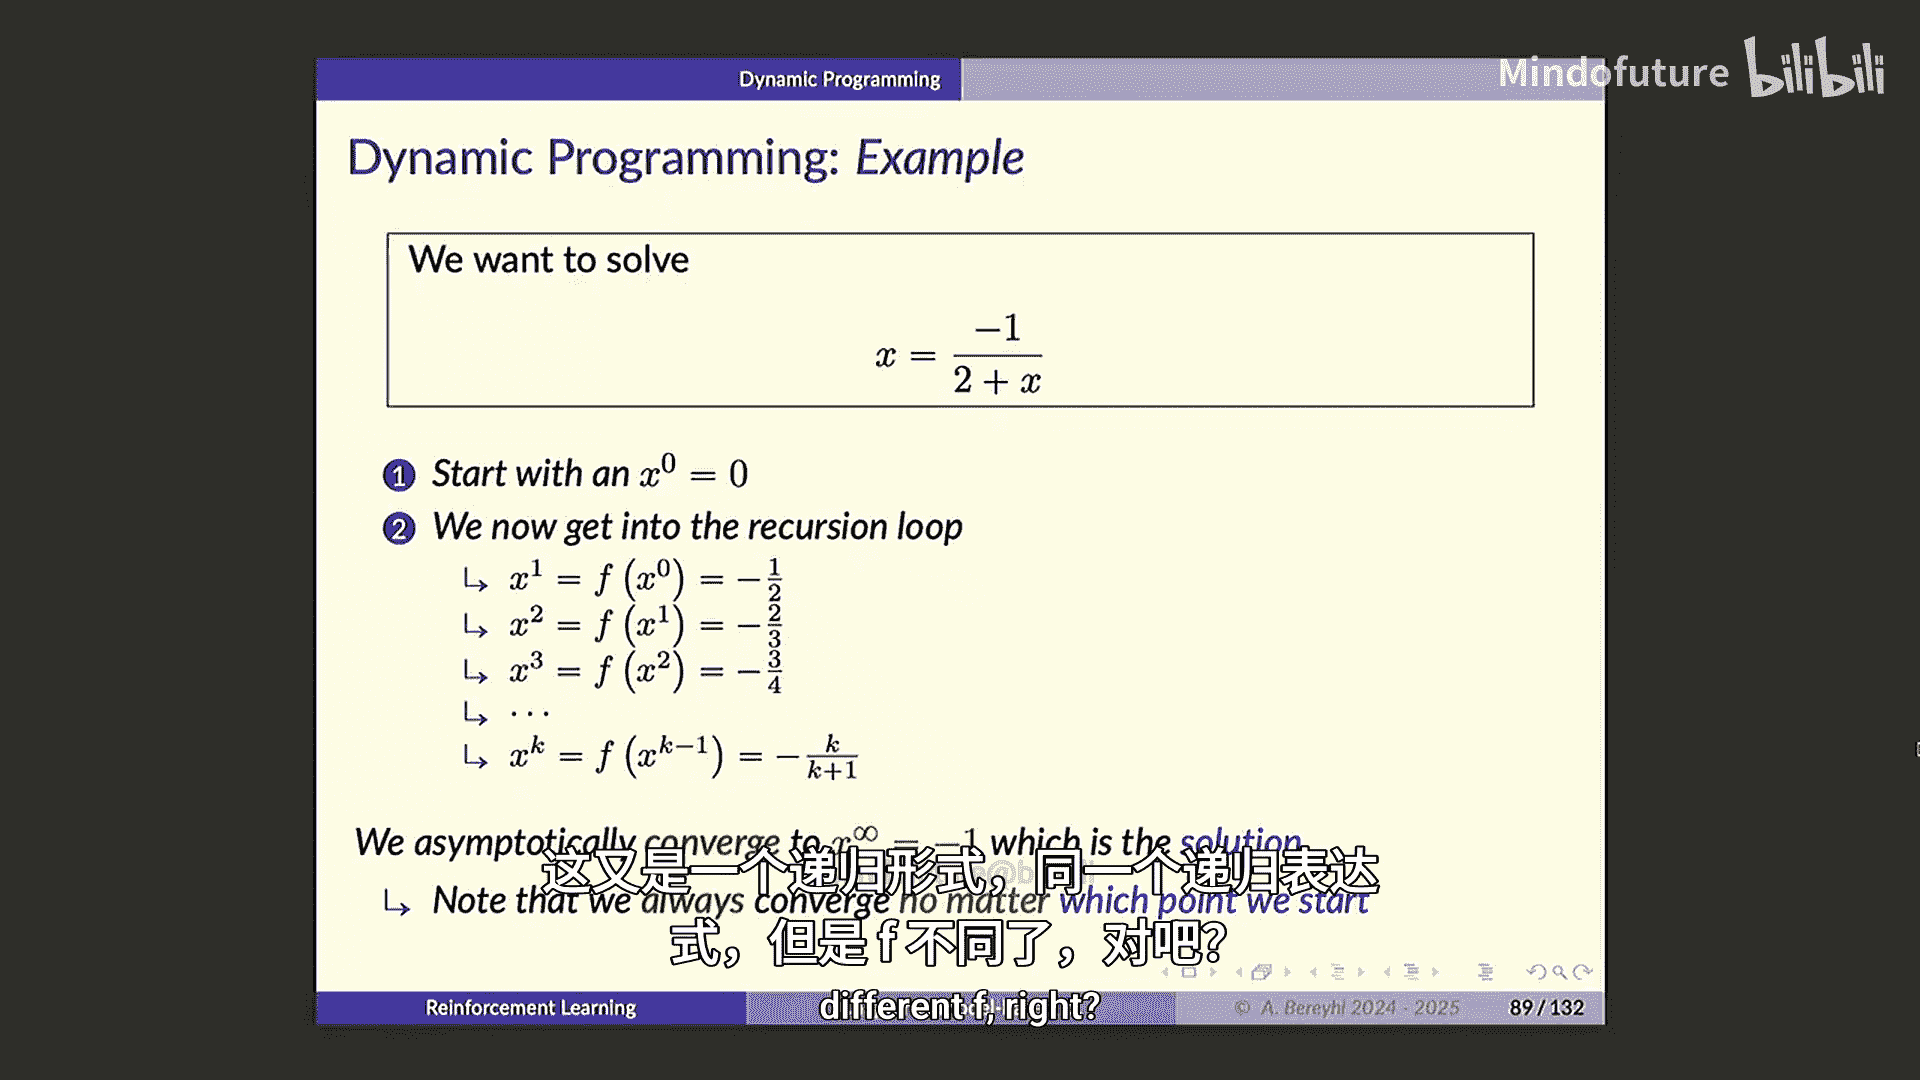 Dynamic Programming
Mindofuture bilibili
Dynamic Programming: Example
We want to solve
x = −1 / (2 + x)
1 Start with an x⁰ = 0
2 We now get into the recursion loop
↳ x¹ = f (x⁰) = −1/2
↳ x² = f (x¹) = −2/3
↳ x³ = f (x²) = −3/4
↳ ···
↳ xᵏ = f (xᵏ⁻¹) = −k/(k+1)
We asymptotically converge to x^∞ = −1 which is the solution
这又是一个递归形式，同一个递归表达
↳ Note that we always converge no matter which point we start
式，但是 f 不同了，对吧？
different f, right?
Reinforcement Learning
© A. Bereyhi 2024 - 2025
89 / 132